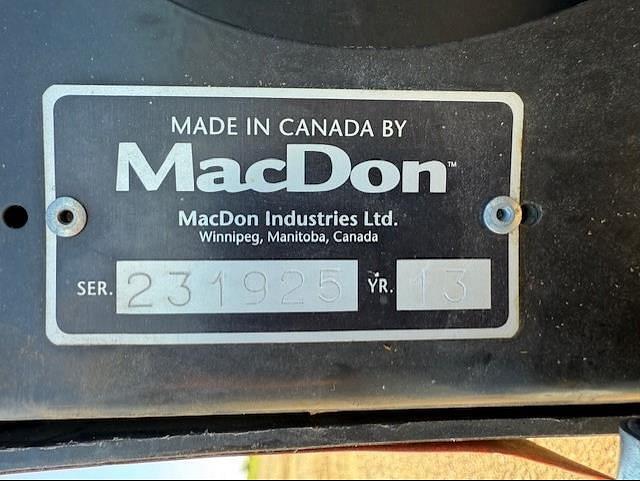 MADE IN CANADA BY
MacDon™
MacDon Industries Ltd.
Winnipeg, Manitoba, Canada
SER. 231925 YR. 13